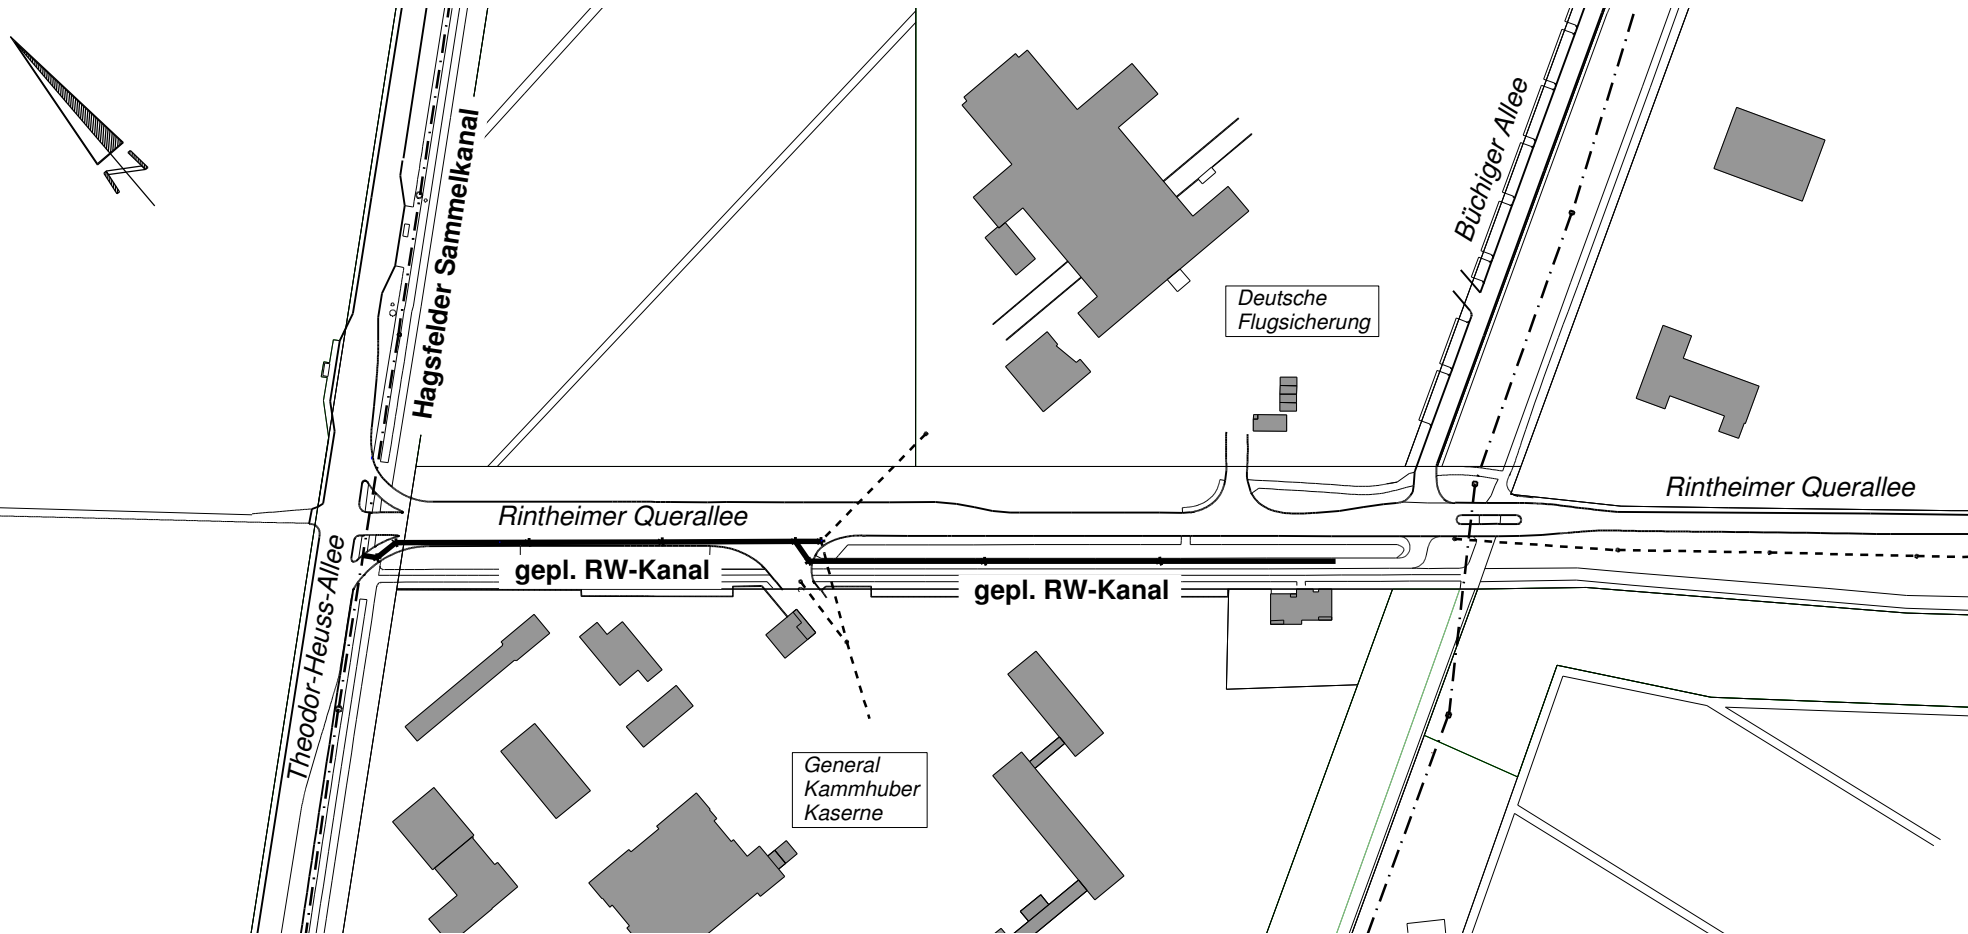 Hagsfelder Sammelkanal
Büchiger Allee
Deutsche
Flugsicherung
Rintheimer Querallee
Rintheimer Querallee
gepl. RW-Kanal
gepl. RW-Kanal
Theodor-Heuss-Allee
General
Kammhuber
Kaserne
N